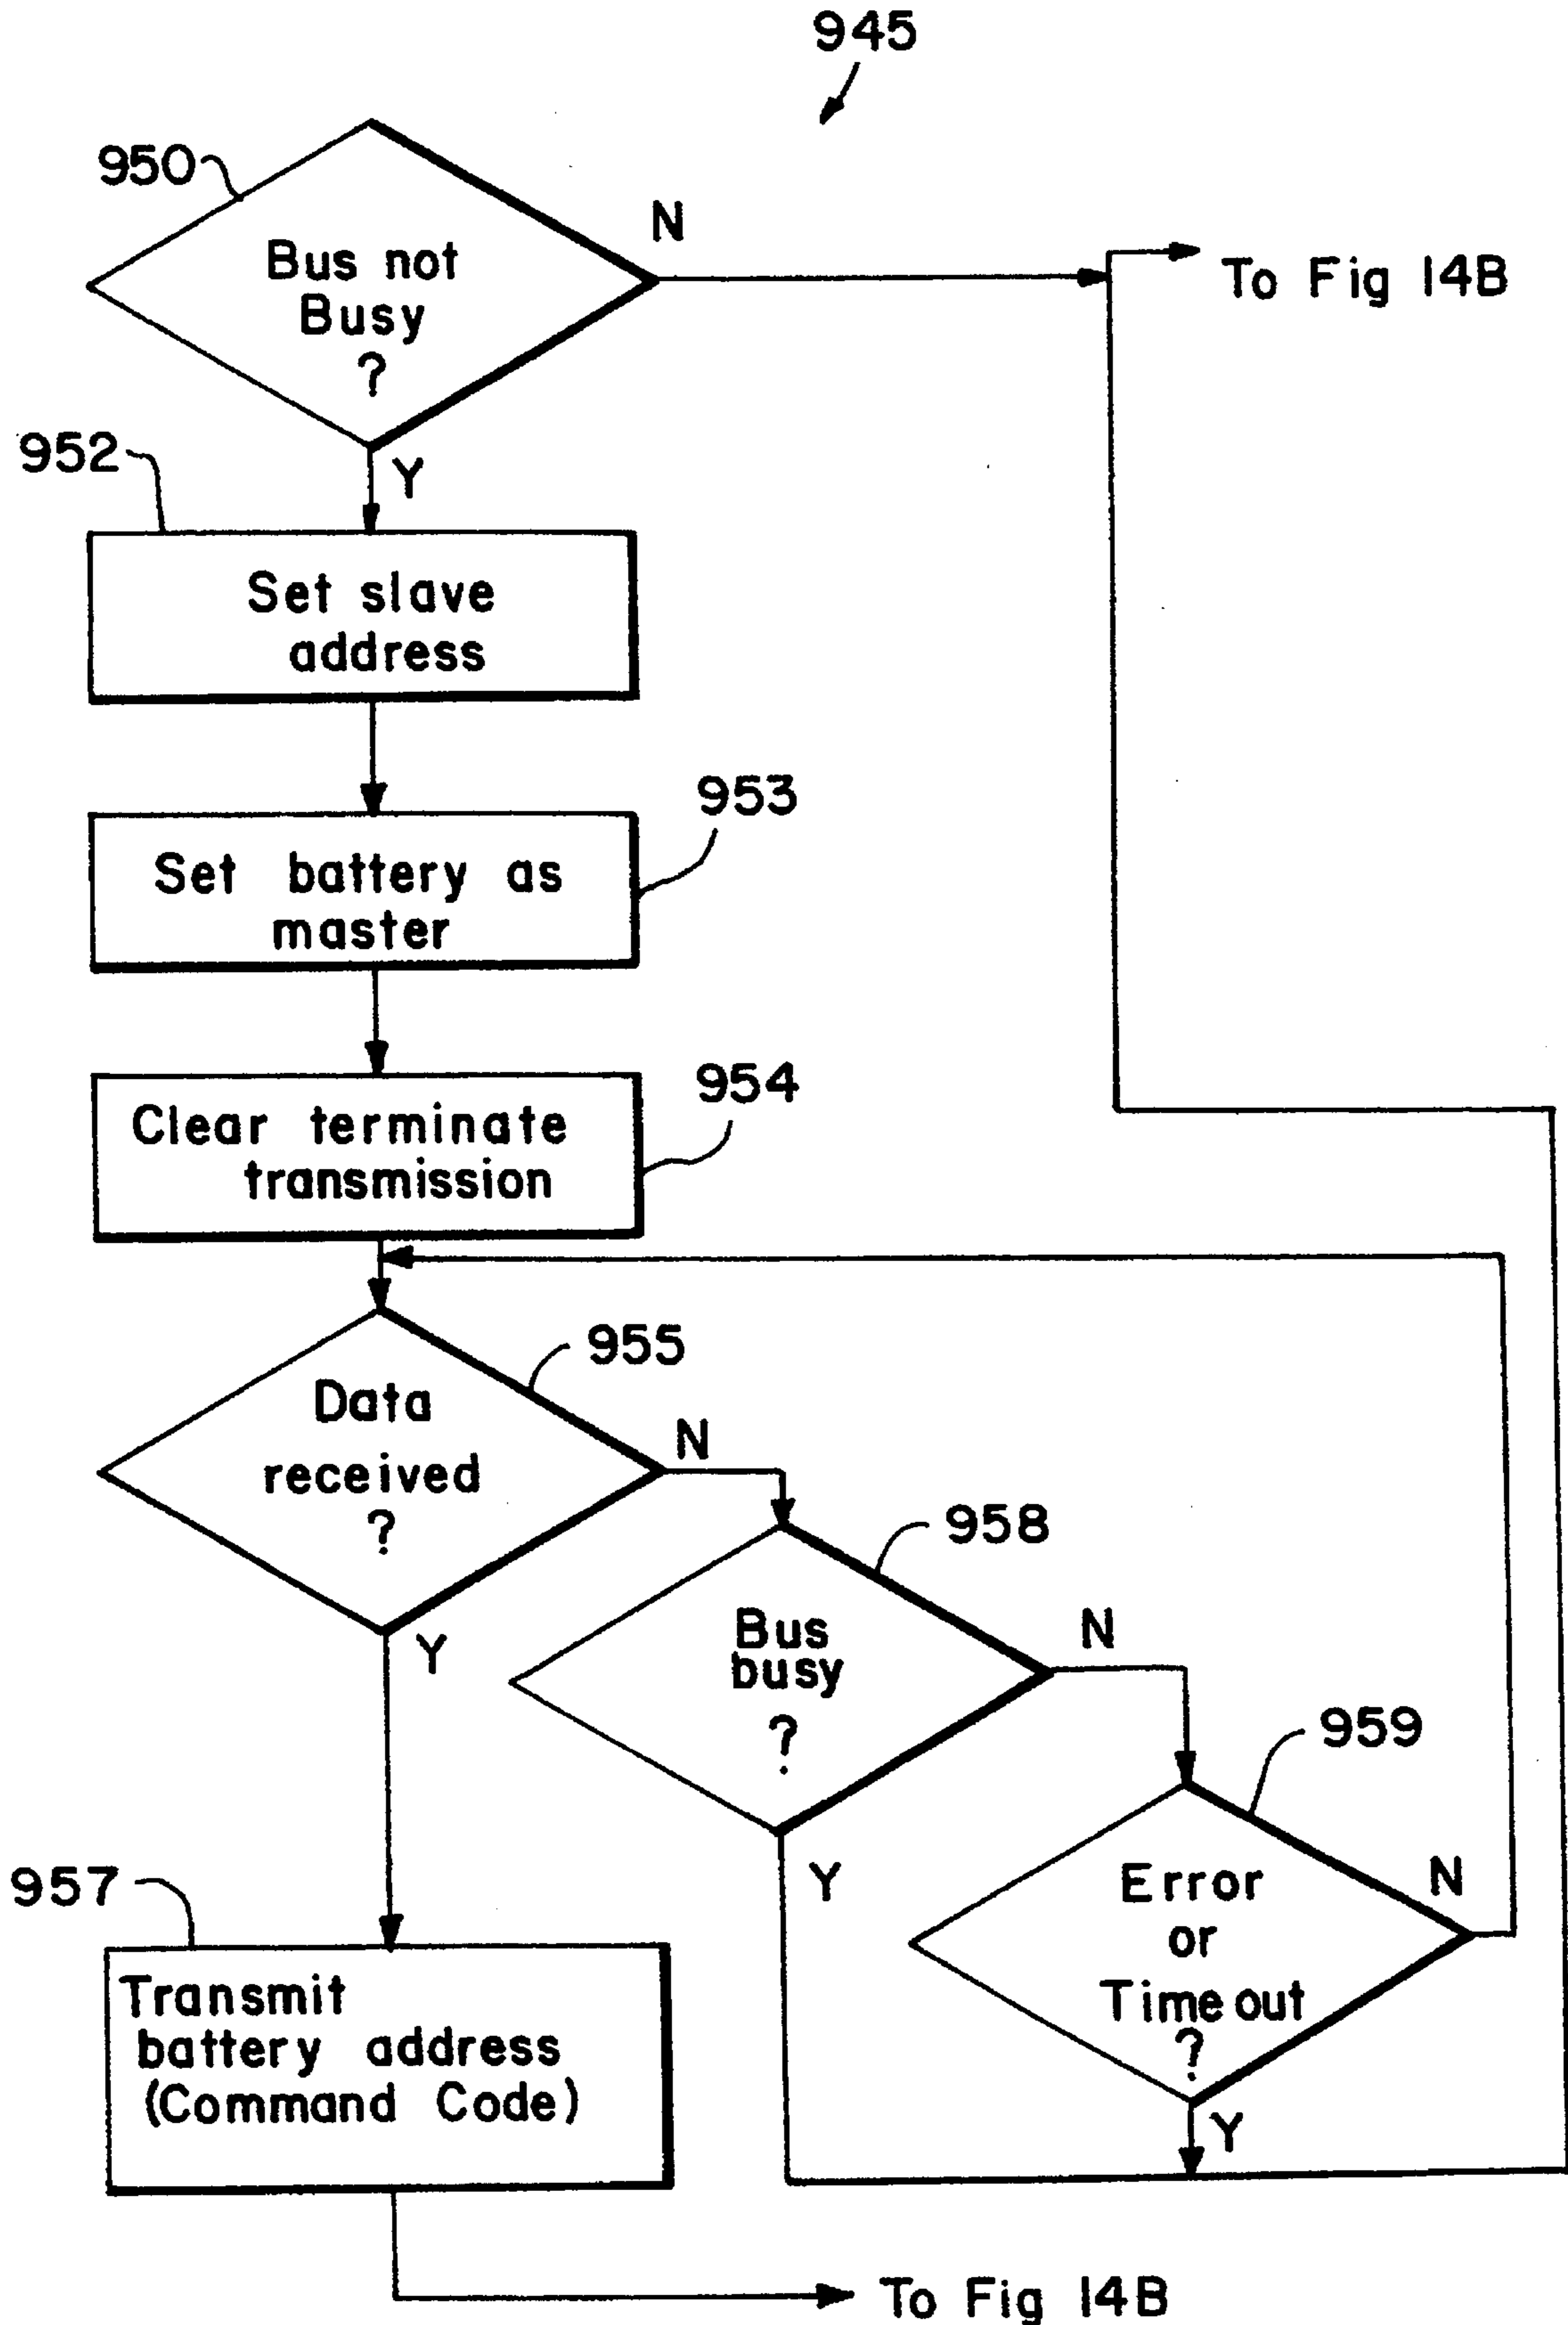 945
950
N
Bus not
Busy
?
To Fig 14B
952
Y
Set slave
address
953
Set battery as
master
954
Clear terminate
transmission
955
Data
received
?
N
958
Y
Bus
busy
?
N
959
957
Y
Error
or
Timeout
?
N
Transmit
battery address
(Command Code)
Y
To Fig 14B